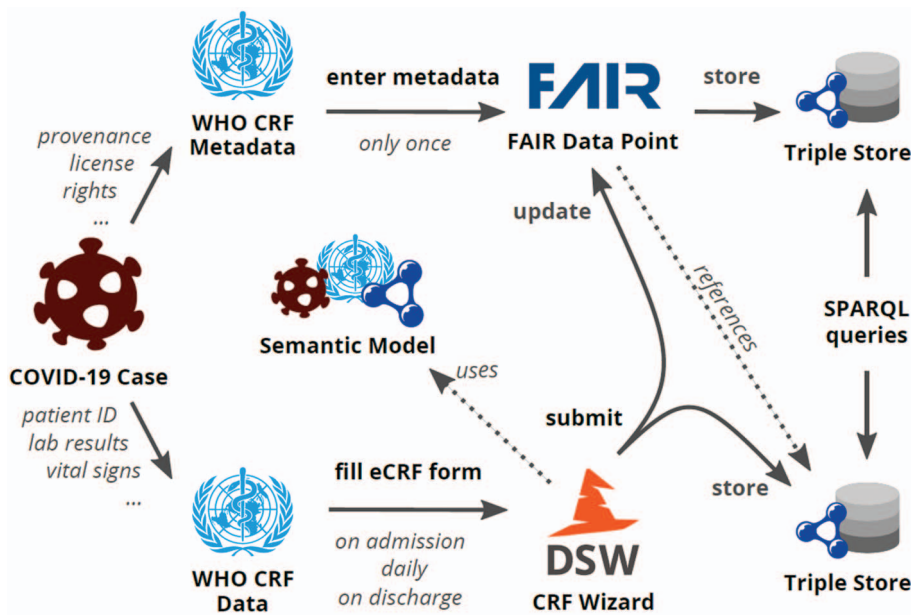 enter metadata
only once
WHO CRF
Metadata
FAIR
FAIR Data Point
store
Triple Store
provenance
license
rights
...
update
references
SPARQL
queries
Semantic Model
COVID-19 Case
patient ID
lab results
vital signs
...
uses
submit
store
fill eCRF form
on admission
daily
on discharge
WHO CRF
Data
DSW
CRF Wizard
Triple Store